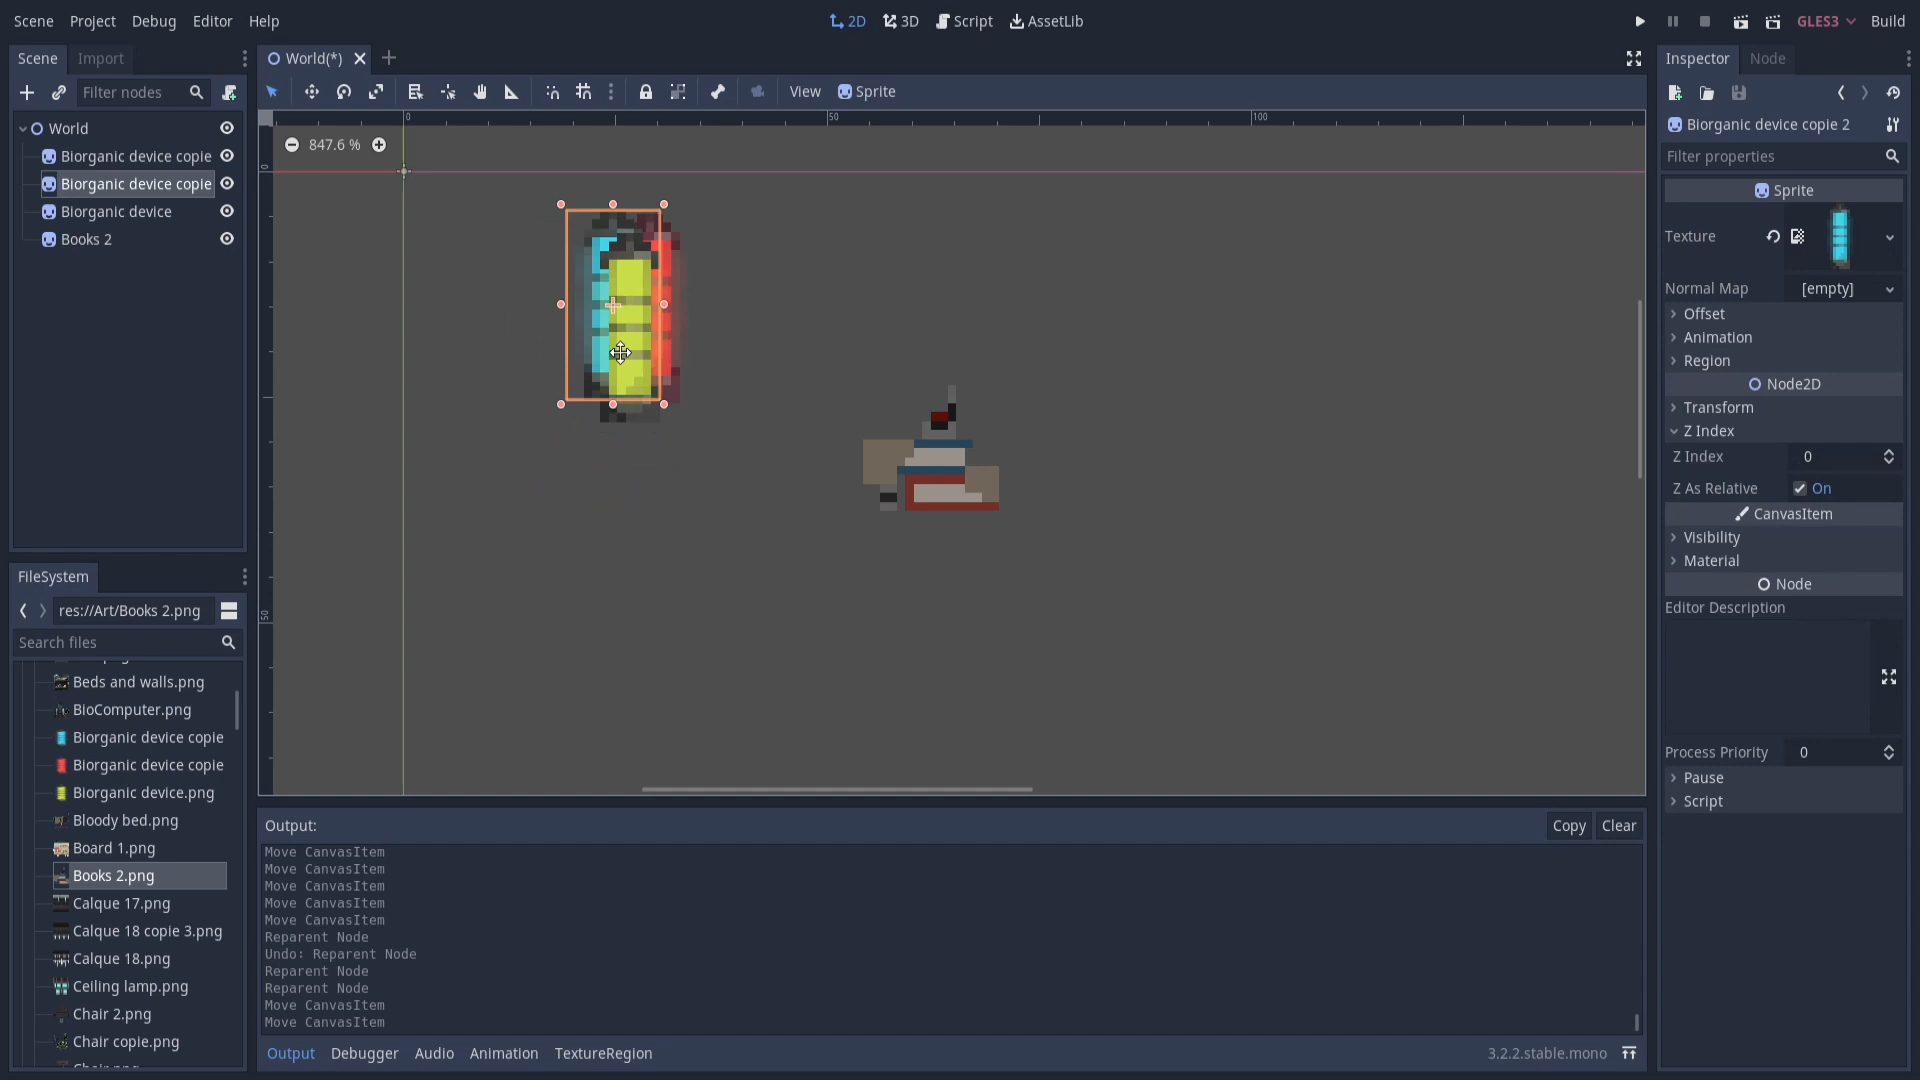 Scene Project Debug Editor Help
2D 3D Script AssetLib
GLES3 Build
Scene Import
Filter nodes
World
Biorganic device copie
Biorganic device copie
Biorganic device
Books 2
FileSystem
res://Art/Books 2.png
Search files
Beds and walls.png
BioComputer.png
Biorganic device copie
Biorganic device copie
Biorganic device.png
Bloody bed.png
Board 1.png
Books 2.png
Calque 17.png
Calque 18 copie 3.png
Calque 18.png
Ceiling lamp.png
Chair 2.png
Chair copie.png
World(*)
View Sprite
0 50 100
847.6 %
0
50
Output: Copy Clear
Move CanvasItem
Move CanvasItem
Move CanvasItem
Move CanvasItem
Move CanvasItem
Reparent Node
Undo: Reparent Node
Reparent Node
Reparent Node
Move CanvasItem
Move CanvasItem
Output Debugger Audio Animation TextureRegion
3.2.2.stable.mono
Inspector Node
Biorganic device copie 2
Filter properties
Sprite
Texture
Normal Map [empty]
Offset
Animation
Region
Node2D
Transform
Z Index
Z Index 0
Z As Relative On
CanvasItem
Visibility
Material
Node
Editor Description
Process Priority 0
Pause
Script